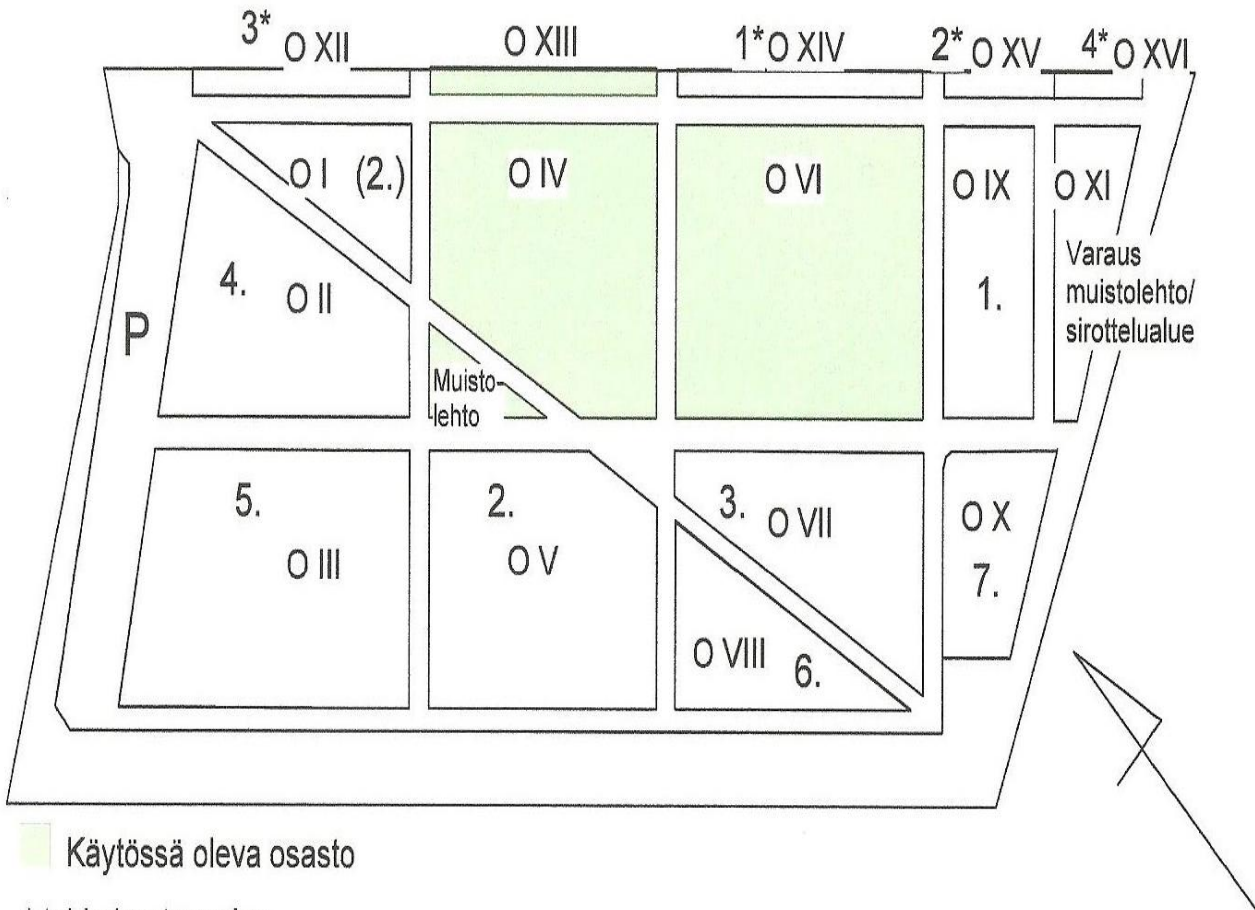 3* O XII
O XIII
1* O XIV
2* O XV
4* O XVI
O I (2.)
O IV
O VI
O IX
O XI
4.
O II
1.
Varaus
muistolehto/
sirottelualue
P
Muisto-
lehto
5.
O III
2.
O V
3.
O VII
O X
7.
O VIII
6.
Käytössä oleva osasto